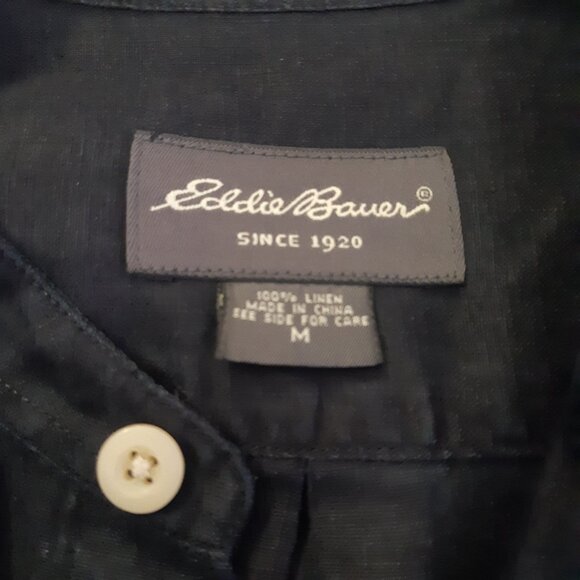 Eddie Bauer®
SINCE 1920
100% LINEN
MADE IN CHINA
SEE SIDE FOR CARE
M